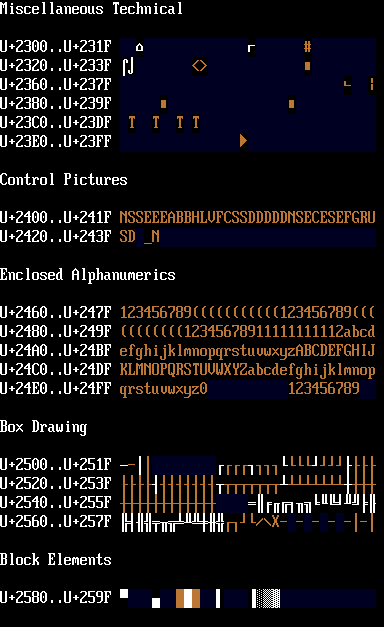 Miscellaneous Technical
U+2300..U+231F ⌂ ⌐ #
U+2320..U+233F ⌠⌡ <>
U+2360..U+237F
U+2380..U+239F
U+23C0..U+23DF T T T T
U+23E0..U+23FF
Control Pictures
U+2400..U+241F NSSEEEABBHLVFCSSDDDDDNSECESEFGRU
U+2420..U+243F SD _N
Enclosed Alphanumerics
U+2460..U+247F 123456789(((((((((((123456789(((
U+2480..U+249F ((((((((12345678911111111112abcd
U+24A0..U+24BF efghijklmnopqrstuvwxyzABCDEFGHIJ
U+24C0..U+24DF KLMNOPQRSTUVWXYZabcdefghijklmnop
U+24E0..U+24FF qrstuvwxyz0 123456789
Box Drawing
U+2500..U+251F
U+2520..U+253F
U+2540..U+255F
U+2560..U+257F
Block Elements
U+2580..U+259F